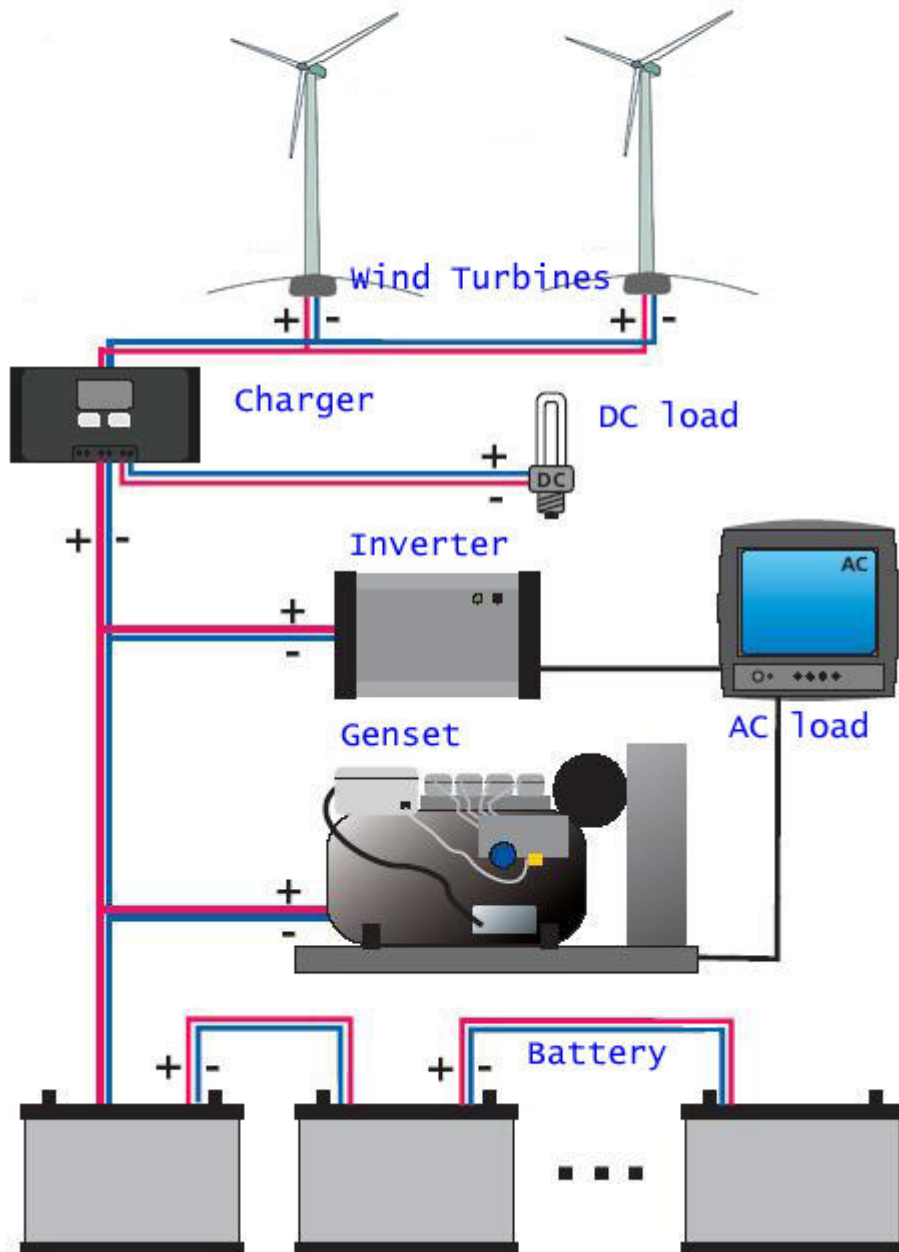 Wind Turbines
+ -
+ -
Charger
DC load
+
DC
-
+ -
Inverter
AC
+
-
AC load
Genset
+
-
Battery
+ -
+ -